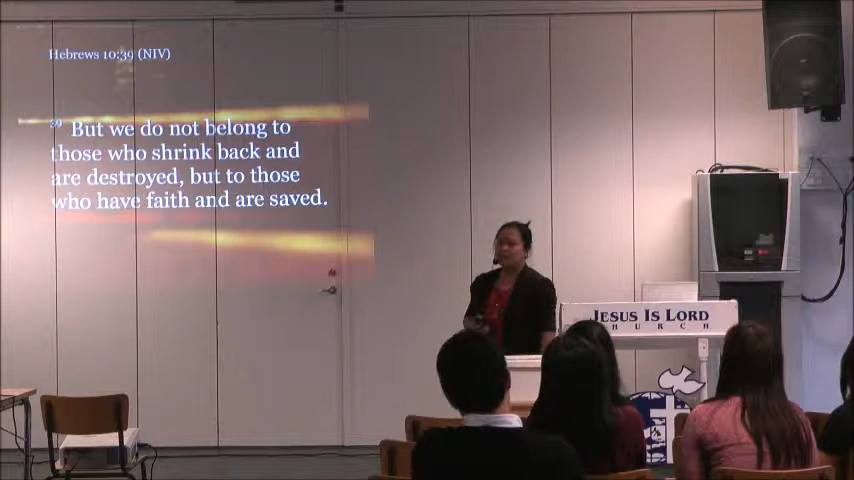 Hebrews 10:39 (NIV)
39 But we do not belong to
those who shrink back and
are destroyed, but to those
who have faith and are saved.
JESUS IS LORD
CHURCH